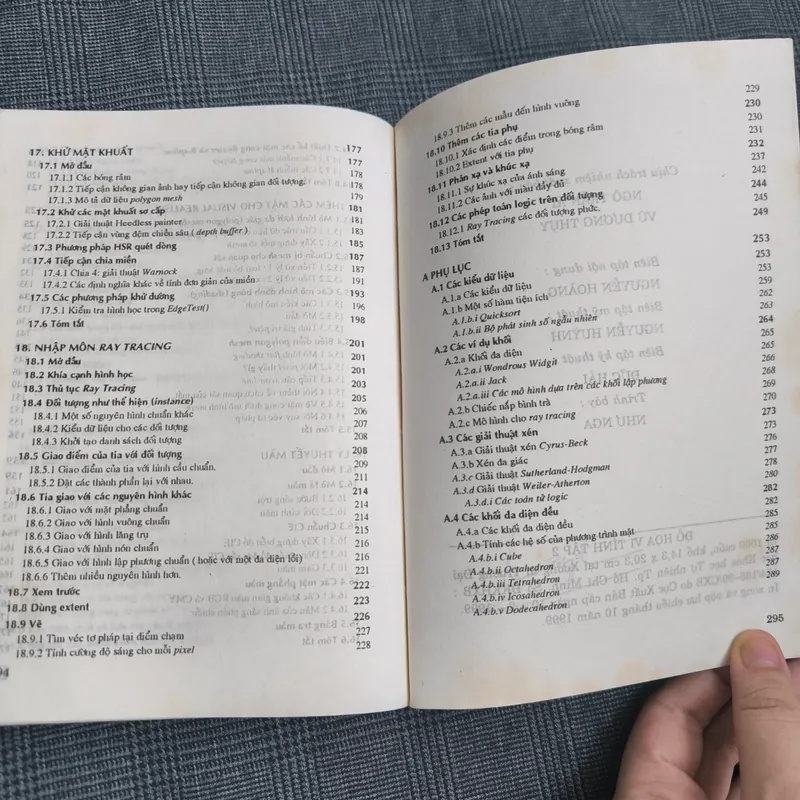 17. KHỬ MẶT KHUẤT 177
17.1 Mở đầu 177
17.1.1 Các bóng răm 179
17.1.2 Tiếp cận không gian ảnh hay tiếp cận không gian đối tượng.
17.1.3 Mô tả dữ liệu polygon mesh
17.2 Khử các mặt khuất sơ cấp 181
17.2.1 Giải thuật Heedless painter
17.2.2 Tiếp cận vùng đệm chiều sâu ( depth buffer )
17.3 Phương pháp HSR quét dòng
17.4 Tiếp cận chia miền 187
17.4.1 Chia 4: giải thuật Warnock
17.4.2 Các định nghĩa khác về tính đơn giản của miền
17.5 Các phương pháp khử đường 193
17.5.1 Kiểm tra hình học trong EdgeTest() 196
17.6 Tóm tắt 198
18. NHẬP MÔN RAY TRACING 201
18.1 Mở đầu 201
18.2 Khía cạnh hình học 201
18.3 Thủ tục Ray Tracing 203
18.4 Đối tượng như thể hiện (instance) 205
18.4.1 Một số nguyên hình chuẩn khác 206
18.4.2 Kiểu dữ liệu cho các đối tượng 207
18.4.3 Khởi tạo danh sách đối tượng
18.5 Giao điểm của tia với đối tượng 208
18.5.1 Giao điểm của tia với hình cầu chuẩn. 208
18.5.2 Đặt các thành phần lại với nhau. 211
18.6 Tia giao với các nguyên hình khác 214
18.6.1 Giao với mặt phẳng chuẩn 214
18.6.2 Giao với hình vuông chuẩn
18.6.3 Giao với hình lăng trụ
18.6.4 Giao với hình nón chuẩn
18.6.5 Giao với hình lập phương chuẩn ( hoặc với một đa diện lồi) 216
18.6.6 Thêm nhiều nguyên hình hơn. 221
18.7 Xem trước 222
18.8 Dùng extent 223
18.9 Vẽ 226
18.9.1 Tìm véc tơ pháp tại điểm chạm 227
18.9.2 Tính cường độ sáng cho mỗi pixel 228
94
18.9.3 Thêm các mẫu đến hình vuông 229
18.10 Thêm các tia phụ 230
18.10.1 Xác định các điểm trong bóng răm 230
18.10.2 Extent với tia phụ 231
18.11 Phản xạ và khúc xạ 232
18.11.1 Sự khúc xạ của ánh sáng 237
18.11.2 Các ảnh với màu đầy đủ 242
18.12 Các phép toán logic trên đối tượng 244
18.12.1 Ray Tracing các đối tượng phức. 245
18.13 Tóm tắt 249
A PHỤ LỤC 253
A.1 Các kiểu dữ liệu 253
A.1.a Các kiểu dữ liệu 253
A.1.b Một số hàm tiện ích 259
A.1.b.i Quicksort 262
A.1.b.ii Bộ phát sinh số ngẫu nhiên 264
A.2 Các ví dụ khối 265
A.2.a Khối đa diện 265
A.2.a.i Wondrous Widgit 265
A.2.a.ii Jack 266
A.2.a.iii Các mô hình dựa trên các khối lập phương 268
A.2.b Chiếc nắp bình trà 270
A.2.c Mô hình cho ray tracing 273
A.3 Các giải thuật xén 273
A.3.a Giải thuật xén Cyrus-Beck 273
A.3.b Xén đa giác 275
A.3.c Giải thuật Sutherland-Hodgman 275
A.3.d Giải thuật Weiler-Atherton 278
A.3.d.i Các toán tử logic 281
A.4 Các khối đa diện đều 282
A.4.a Các khối đa diện đều 282
A.4.b Tính các hệ số của phương trình mặt 285
A.4.b.i Cube 285
A.4.b.ii Octahedron 285
A.4.b.iii Tetrahedron 286
A.4.b.iv Icosahedron 287
A.4.b.v Dodecahedron 289
295